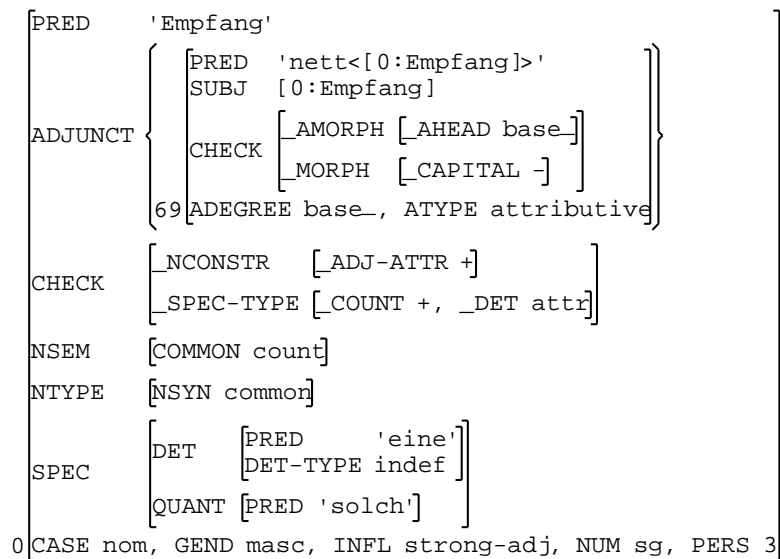 PRED 'Empfang'
PRED 'nett<[0:Empfang]>'
SUBJ [0:Empfang]
_AMORPH [_AHEAD base_]
ADJUNCT
CHECK
_MORPH [_CAPITAL -]
69 ADEGREE base_, ATYPE attributive
_NCONSTR [_ADJ-ATTR +]
CHECK
_SPEC-TYPE [_COUNT +, _DET attr]
NSEM [COMMON count]
NTYPE [NSYN common]
PRED 'eine'
DET
DET-TYPE indef
SPEC
QUANT [PRED 'solch']
0 CASE nom, GEND masc, INFL strong-adj, NUM sg, PERS 3